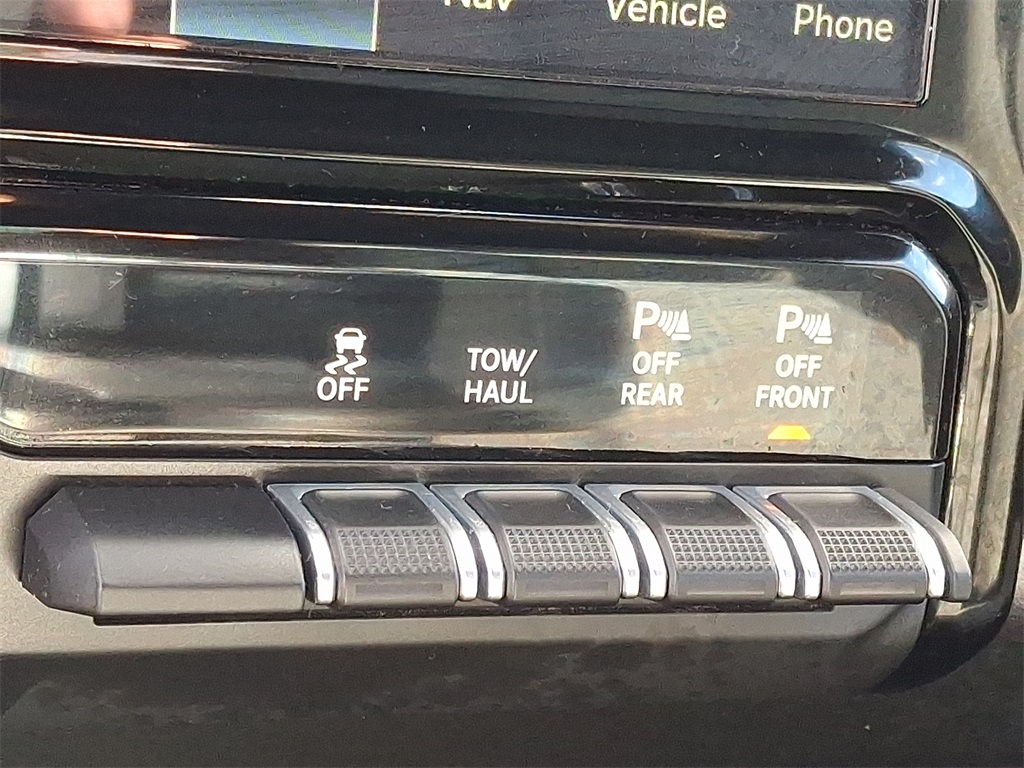 Nav Vehicle Phone
P P
OFF TOW/ OFF OFF
HAUL REAR FRONT